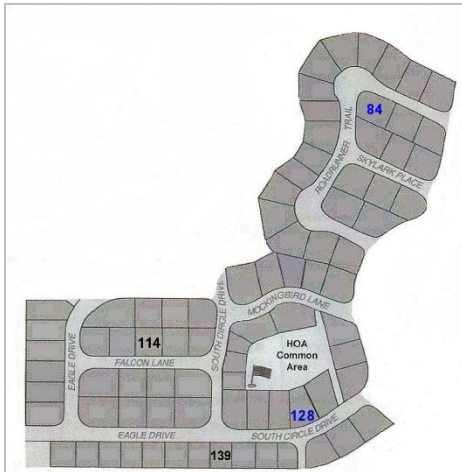 84
ROADRUNNER TRAIL
SKYLARK PLACE
MOCKINGBIRD LANE
SOUTH CIRCLE DRIVE
HOA
Common
Area
EAGLE DRIVE
114
FALCON LANE
128
SOUTH CIRCLE DRIVE
EAGLE DRIVE
139